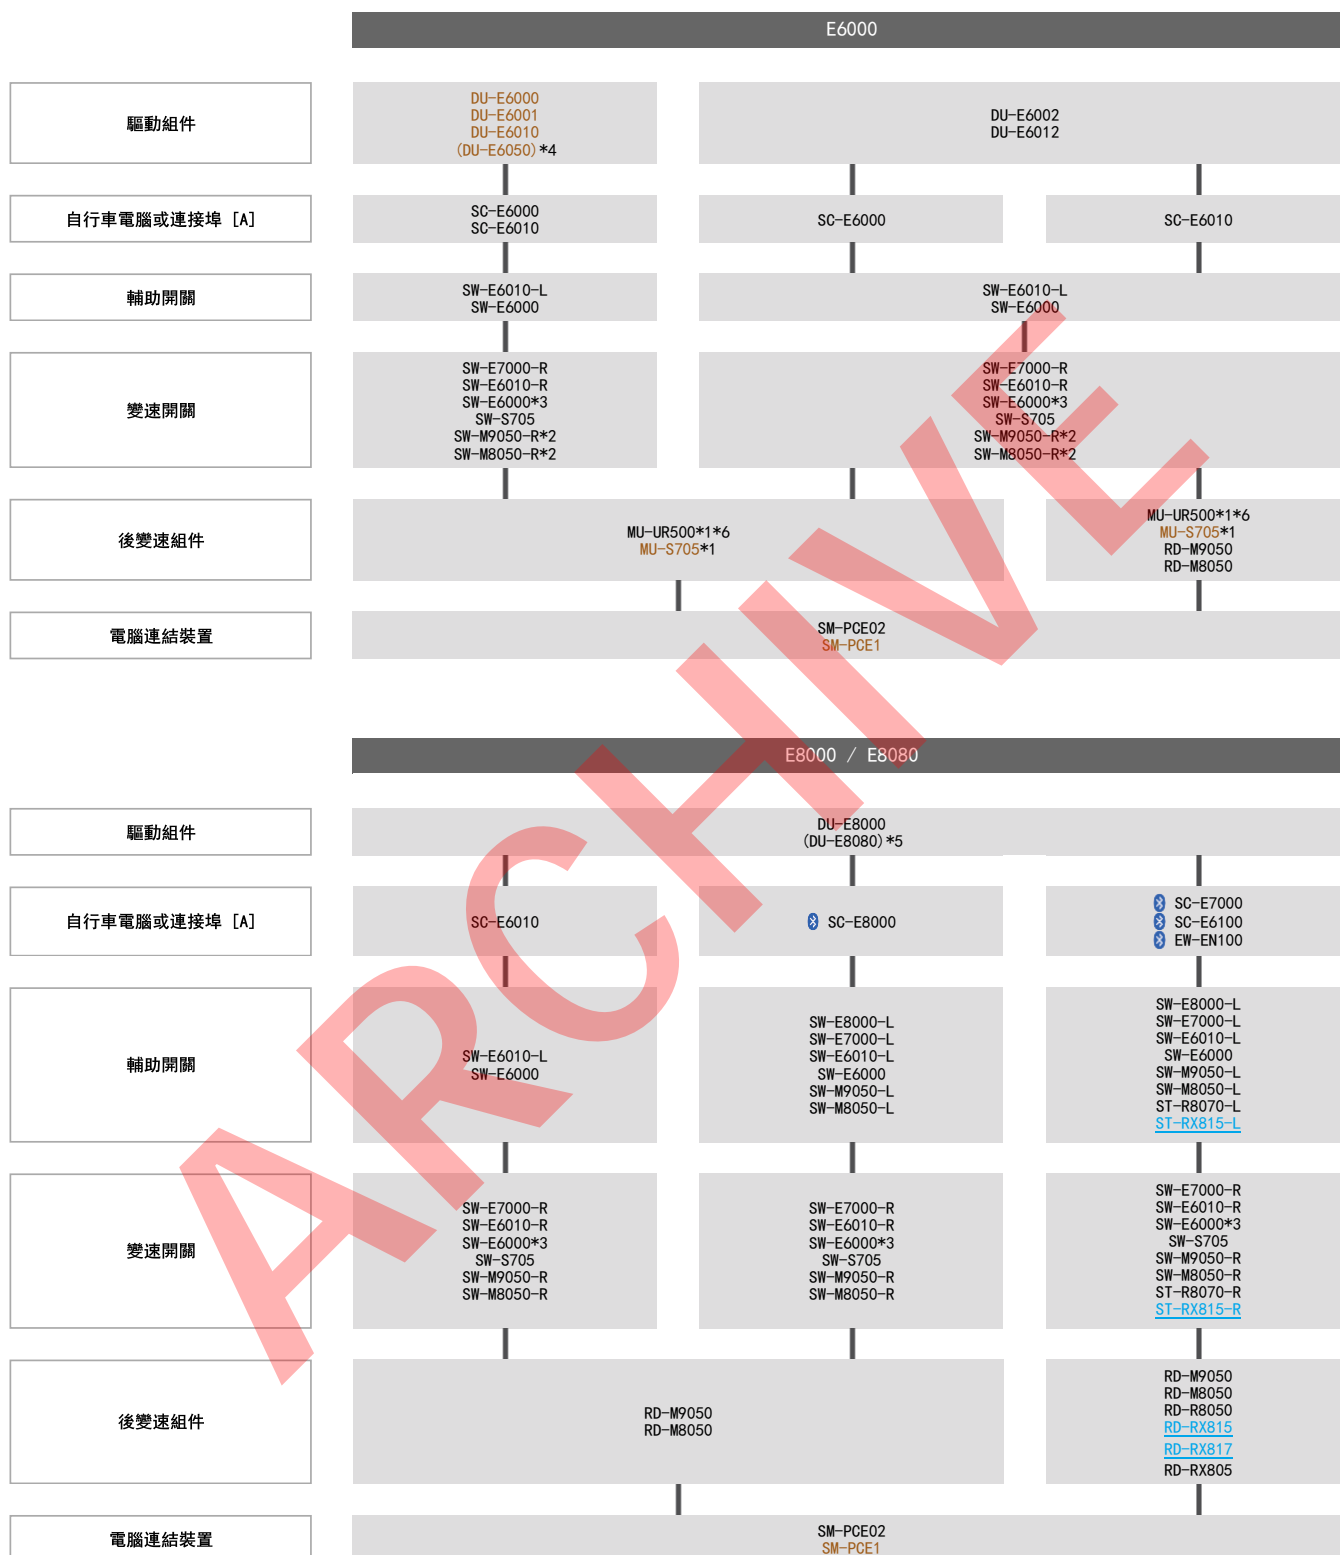 E6000
驅動組件
DU-E6000
DU-E6001
DU-E6010
(DU-E6050)*4
DU-E6002
DU-E6012
自行車電腦或連接埠 [A]
SC-E6000
SC-E6010
SC-E6000
SC-E6010
輔助開關
SW-E6010-L
SW-E6000
SW-E6010-L
SW-E6000
變速開關
SW-E7000-R
SW-E6010-R
SW-E6000*3
SW-S705
SW-M9050-R*2
SW-M8050-R*2
SW-E7000-R
SW-E6010-R
SW-E6000*3
SW-S705
SW-M9050-R*2
SW-M8050-R*2
後變速組件
MU-UR500*1*6
MU-S705*1
MU-UR500*1*6
MU-S705*1
RD-M9050
RD-M8050
電腦連結裝置
SM-PCE02
SM-PCE1
E8000 / E8080
驅動組件
DU-E8000
(DU-E8080)*5
自行車電腦或連接埠 [A]
SC-E6010
SC-E8000
SC-E7000
SC-E6100
EW-EN100
輔助開關
SW-E6010-L
SW-E6000
SW-E8000-L
SW-E7000-L
SW-E6010-L
SW-E6000
SW-M9050-L
SW-M8050-L
SW-E8000-L
SW-E7000-L
SW-E6010-L
SW-E6000
SW-M9050-L
SW-M8050-L
ST-R8070-L
ST-RX815-L
變速開關
SW-E7000-R
SW-E6010-R
SW-E6000*3
SW-S705
SW-M9050-R
SW-M8050-R
SW-E7000-R
SW-E6010-R
SW-E6000*3
SW-S705
SW-M9050-R
SW-M8050-R
SW-E7000-R
SW-E6010-R
SW-E6000*3
SW-S705
SW-M9050-R
SW-M8050-R
ST-R8070-R
ST-RX815-R
後變速組件
RD-M9050
RD-M8050
RD-M9050
RD-M8050
RD-R8050
RD-RX815
RD-RX817
RD-RX805
電腦連結裝置
SM-PCE02
SM-PCE1
ARCHIVE